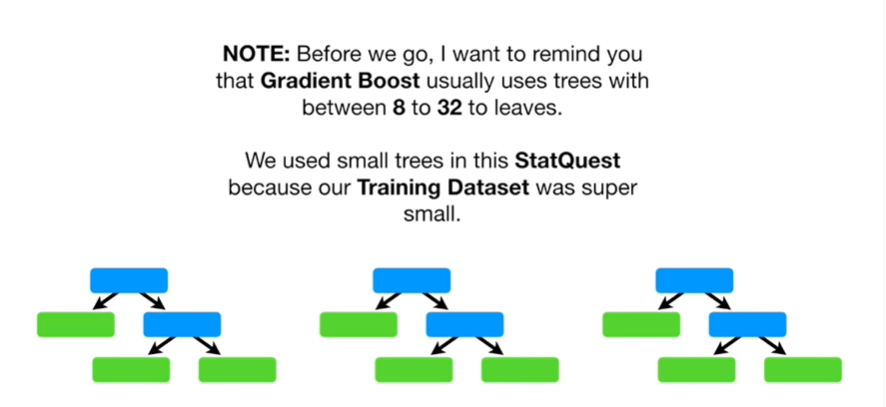 NOTE: Before we go, I want to remind you
that Gradient Boost usually uses trees with
between 8 to 32 to leaves.
We used small trees in this StatQuest
because our Training Dataset was super
small.